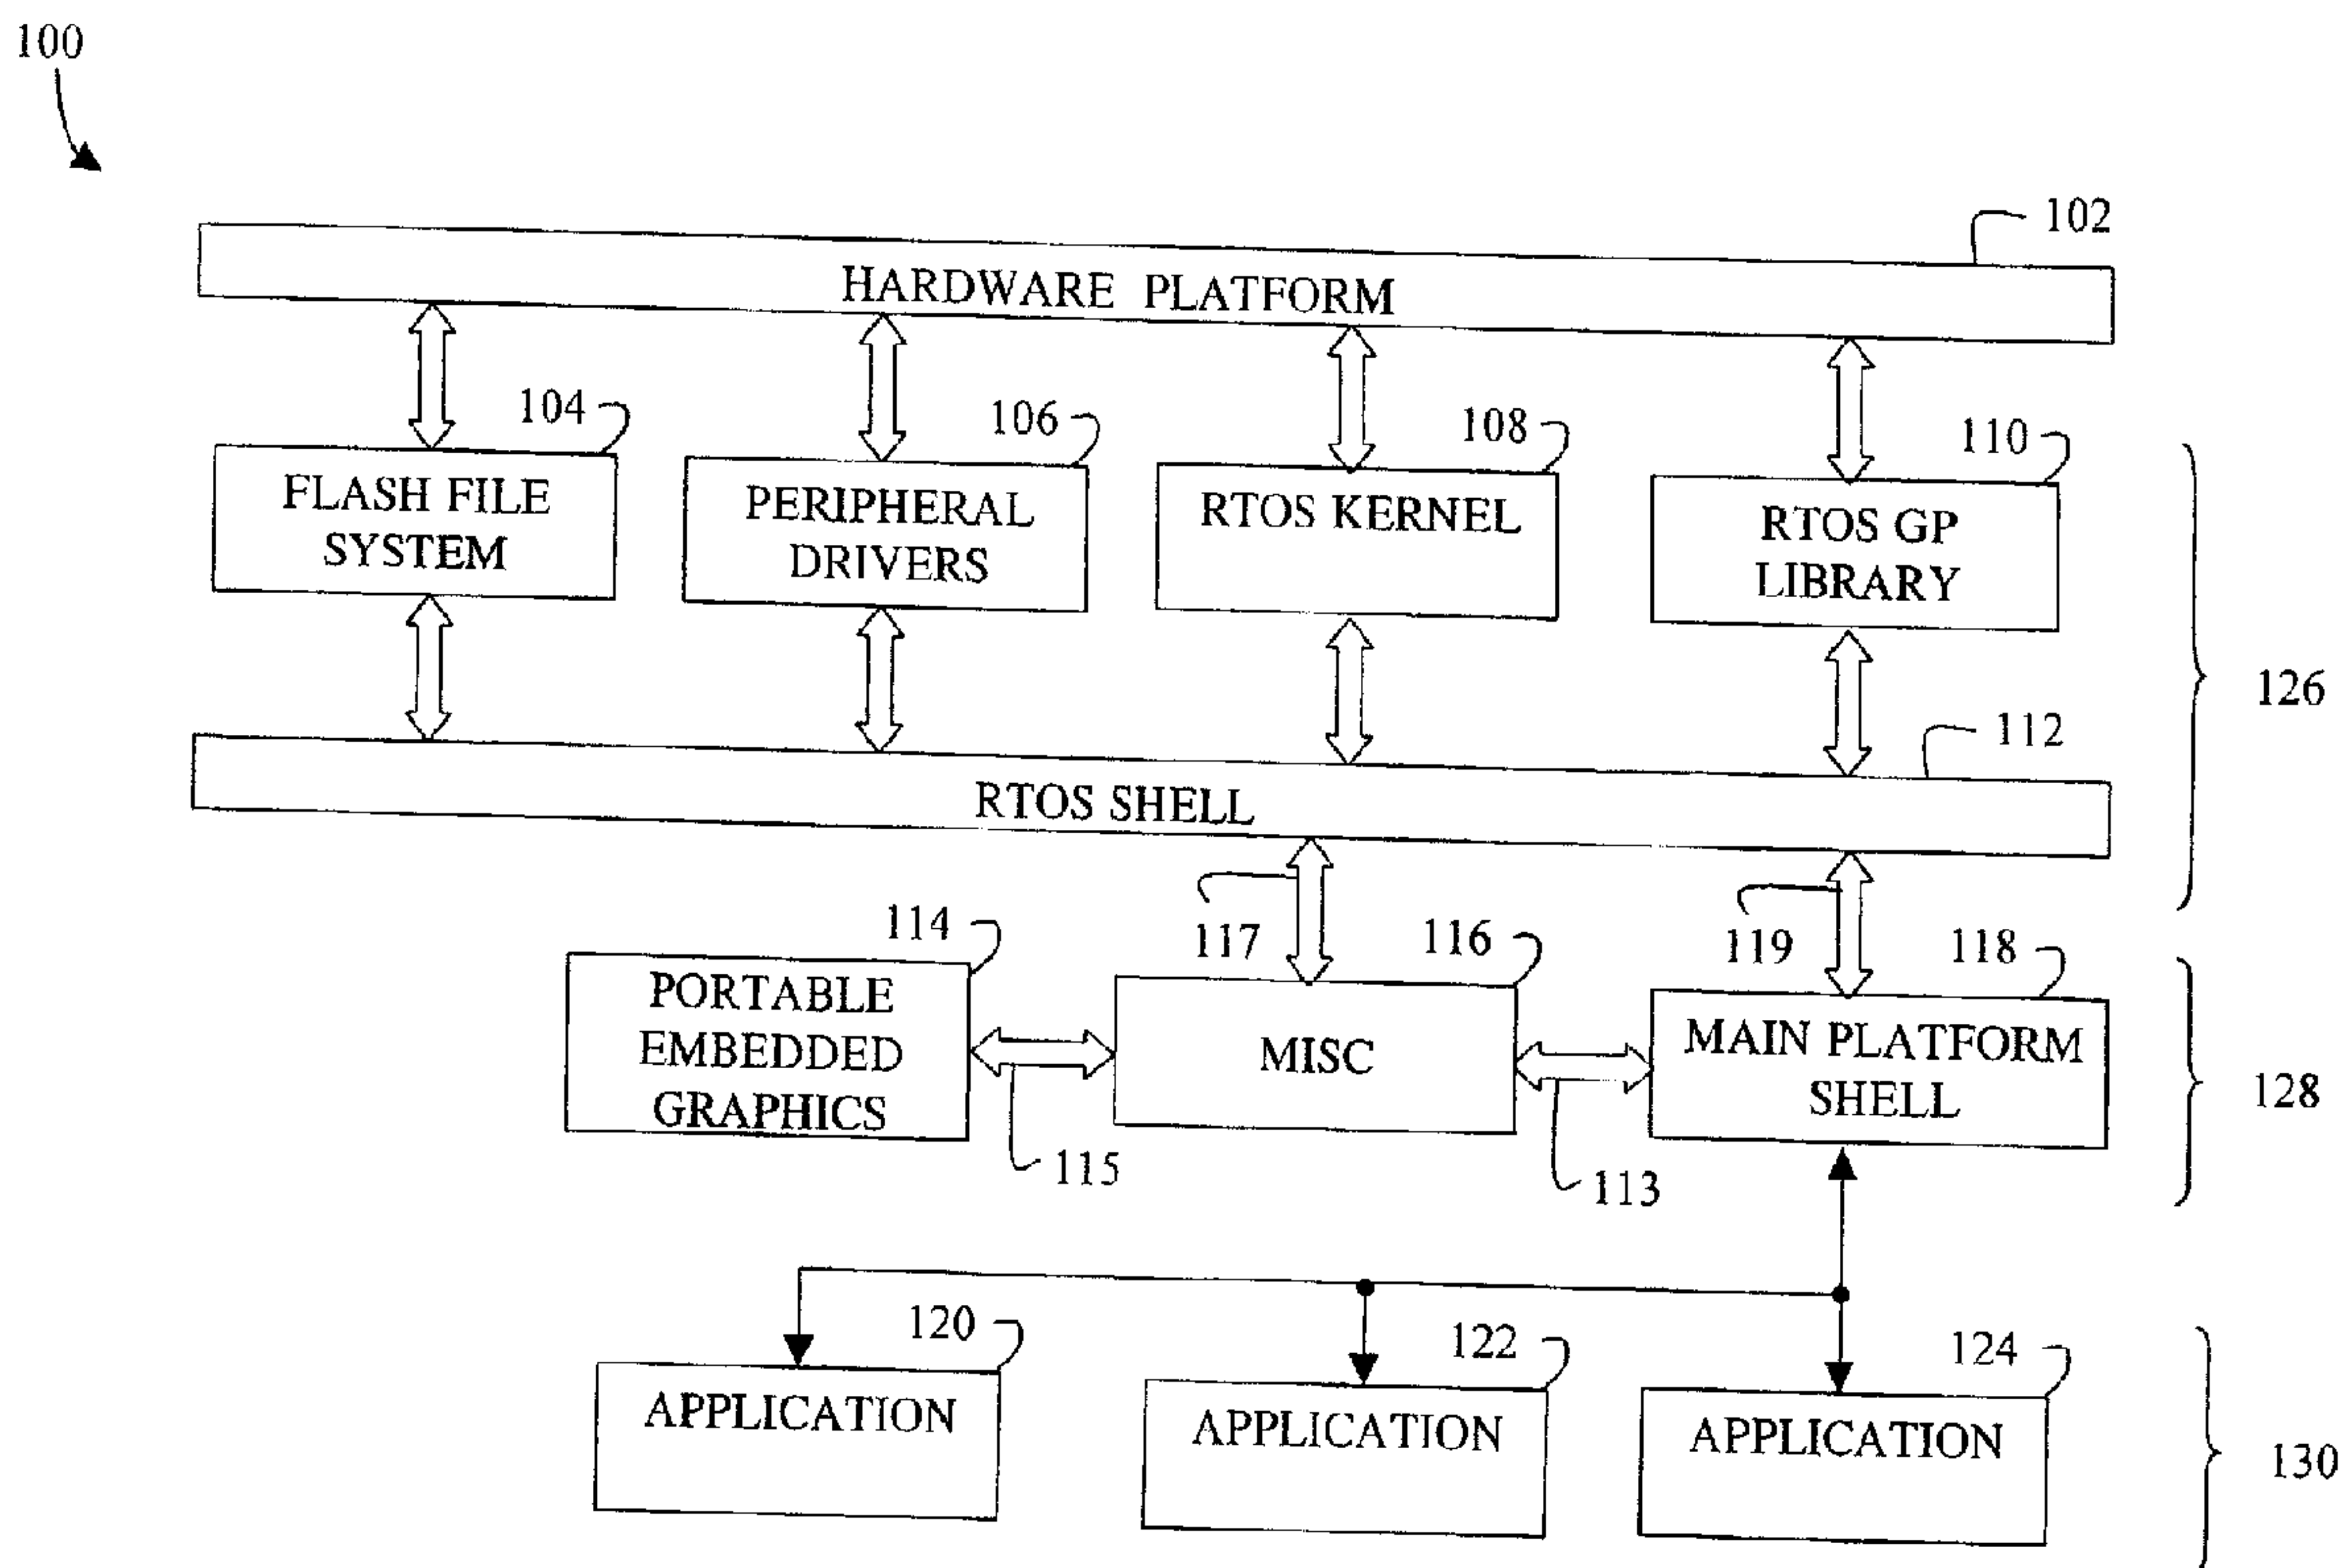 100
102
HARDWARE PLATFORM
104
106
108
110
FLASH FILE
SYSTEM
PERIPHERAL
DRIVERS
RTOS KERNEL
RTOS GP
LIBRARY
126
112
RTOS SHELL
117
119
114
116
118
PORTABLE
EMBEDDED
GRAPHICS
MISC
MAIN PLATFORM
SHELL
128
115
113
120
122
124
APPLICATION
APPLICATION
APPLICATION
130